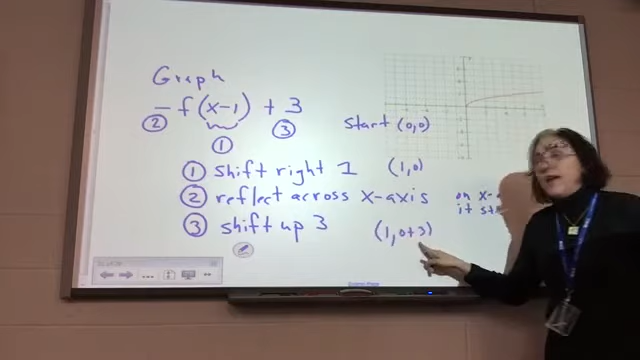 Graph
- f(x-1) + 3
② ① ③
Start (0,0)
① shift right 1 (1,0)
② reflect across x-axis on x-
it
③ shift up 3 (1,0+3)